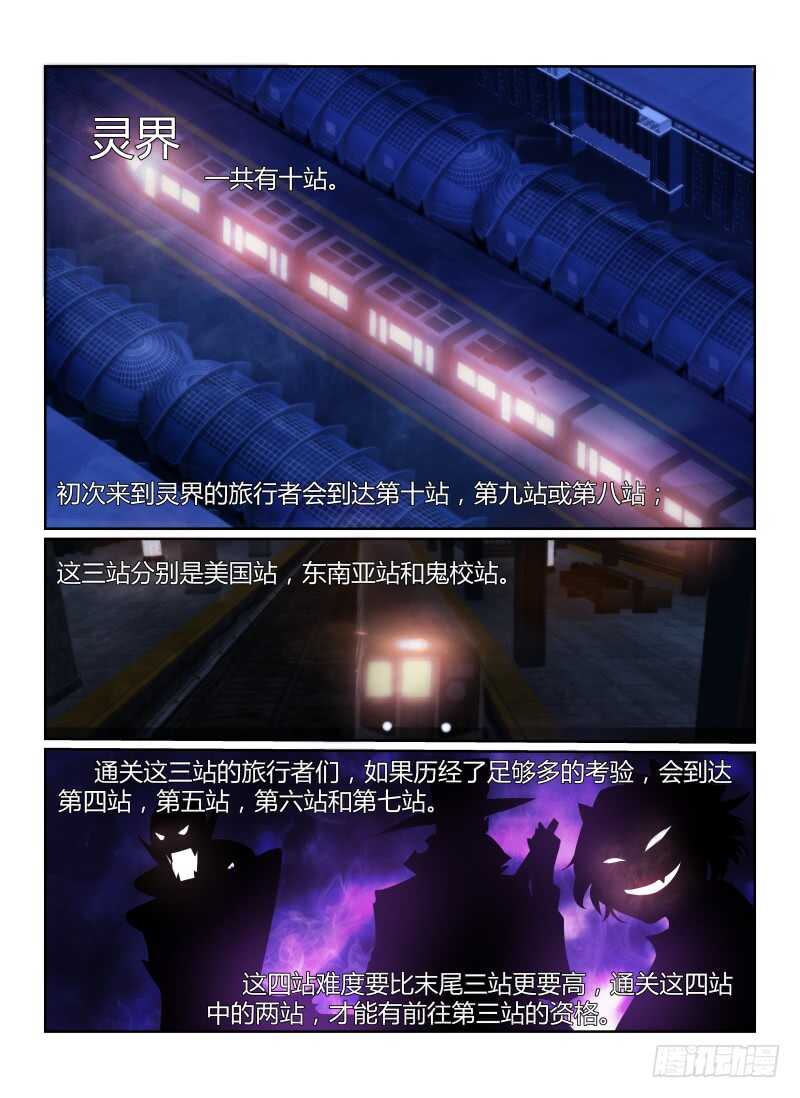 灵界
一共有十站。
初次来到灵界的旅行者会到达第十站，第九站或第八站；
这三站分别是美国站，东南亚站和鬼校站。
通关这三站的旅行者们，如果历经了足够多的考验，会到达
第四站，第五站，第六站和第七站。
这四站难度要比末尾三站更要高，通关这四站
中的两站，才能有前往第三站的资格。
腾讯动漫